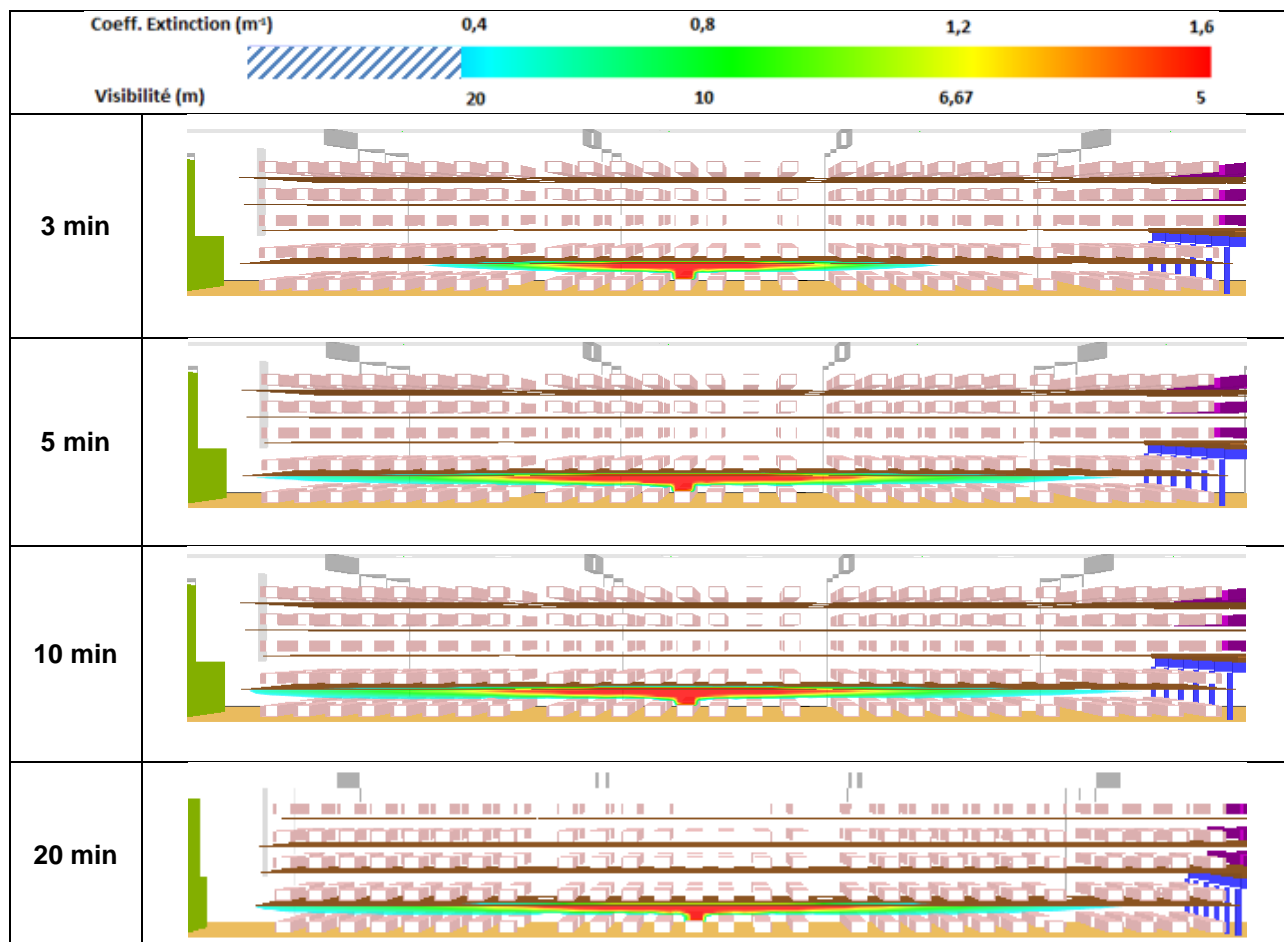 Coeff. Extinction (m⁻¹) 0,4 0,8 1,2 1,6
Visibilité (m) 20 10 6,67 5
3 min
5 min
10 min
20 min